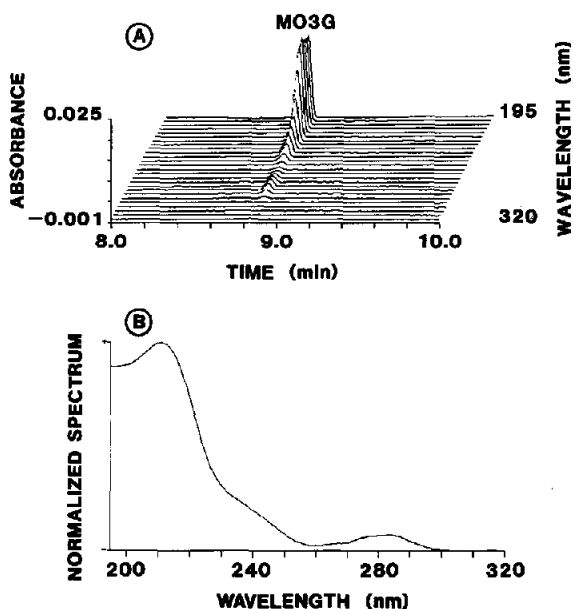 MO3G
A
ABSORBANCE
0.025
-0.001
195
320
WAVELENGTH (nm)
8.0 9.0 10.0
TIME (min)
B
NORMALIZED SPECTRUM
200 240 280 320
WAVELENGTH (nm)